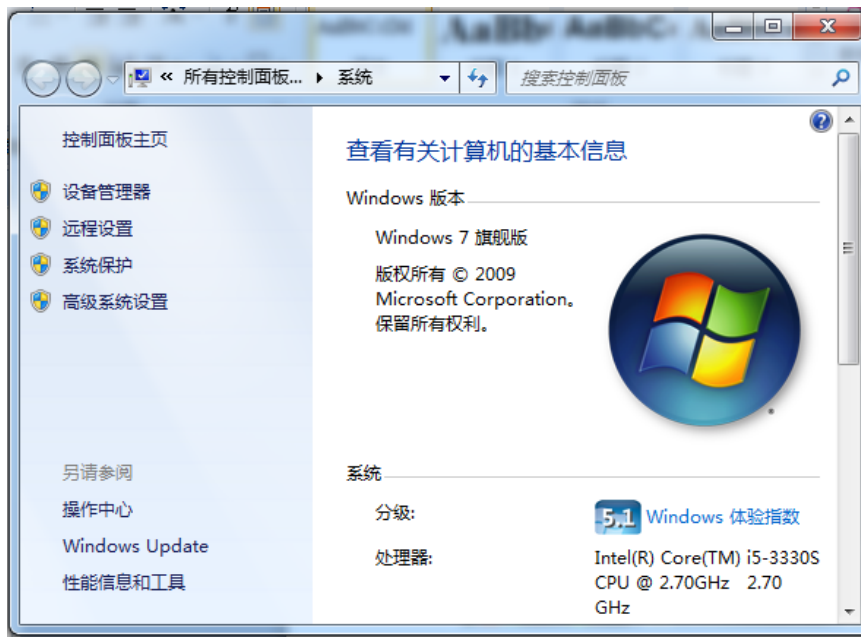 « 所有控制面板... ▸ 系统
搜索控制面板
控制面板主页
设备管理器
远程设置
系统保护
高级系统设置
另请参阅
操作中心
Windows Update
性能信息和工具
查看有关计算机的基本信息
Windows 版本
Windows 7 旗舰版
版权所有 © 2009
Microsoft Corporation。
保留所有权利。
系统
分级:
5.1 Windows 体验指数
处理器:
Intel(R) Core(TM) i5-3330S
CPU @ 2.70GHz 2.70
GHz